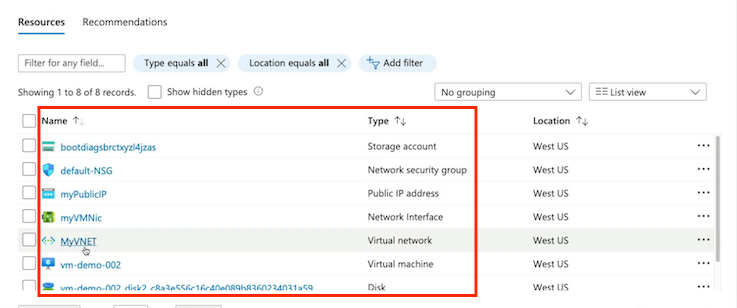 Resources Recommendations
Filter for any field... Type equals all Location equals all Add filter
Showing 1 to 8 of 8 records. Show hidden types No grouping List view
Name Type Location
bootdiagsbrctxyzl4jzas Storage account West US
default-NSG Network security group West US
myPublicIP Public IP address West US
myVMNic Network Interface West US
MyVNET Virtual network West US
vm-demo-002 Virtual machine West US
vm-demo-002_disk2_c8a3e556c16c40e089b8360234031a59 Disk West US